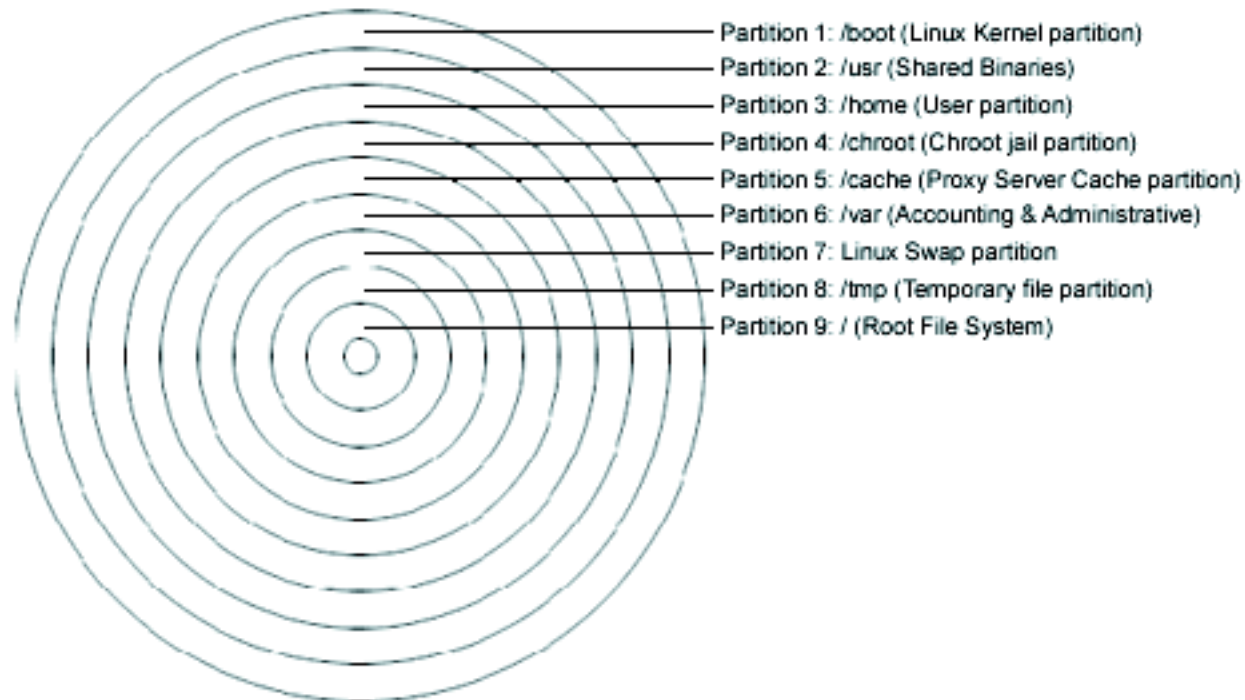 Partition 1: /boot (Linux Kernel partition)
Partition 2: /usr (Shared Binaries)
Partition 3: /home (User partition)
Partition 4: /chroot (Chroot jail partition)
Partition 5: /cache (Proxy Server Cache partition)
Partition 6: /var (Accounting & Administrative)
Partition 7: Linux Swap partition
Partition 8: /tmp (Temporary file partition)
Partition 9: / (Root File System)